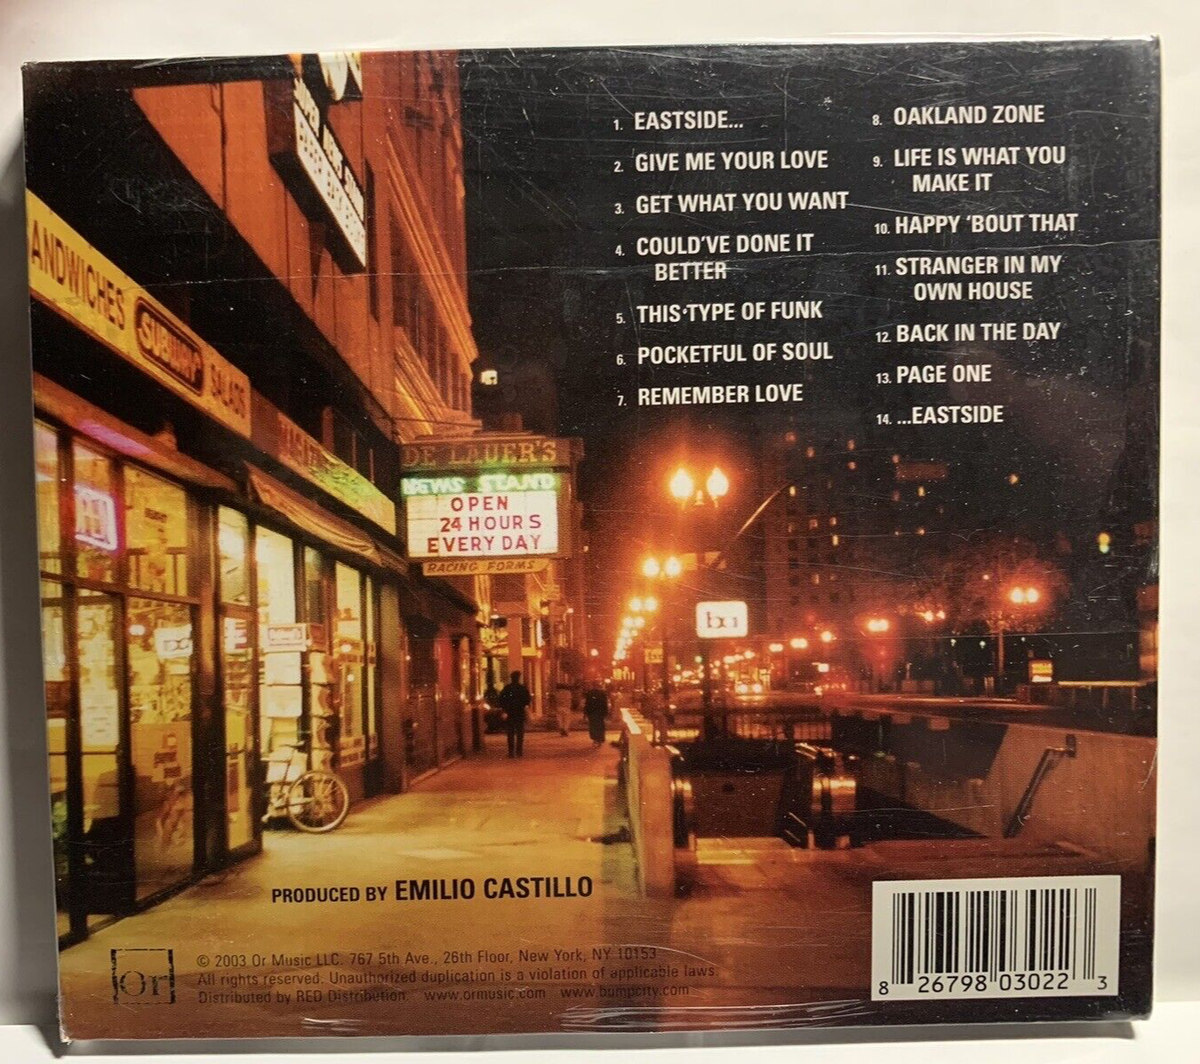 1. EASTSIDE...
2. GIVE ME YOUR LOVE
3. GET WHAT YOU WANT
4. COULD'VE DONE IT
BETTER
5. THIS TYPE OF FUNK
6. POCKETFUL OF SOUL
7. REMEMBER LOVE
8. OAKLAND ZONE
9. LIFE IS WHAT YOU
MAKE IT
10. HAPPY 'BOUT THAT
11. STRANGER IN MY
OWN HOUSE
12. BACK IN THE DAY
13. PAGE ONE
14. ...EASTSIDE
ANDWICHES SUBWAY SALADS
DE LAUER'S
NEWS STAND
OPEN
24 HOURS
EVERY DAY
RACING FORMS
ba
PRODUCED BY EMILIO CASTILLO
Or
© 2003 Or Music LLC. 767 5th Ave., 26th Floor, New York, NY 10153
All rights reserved. Unauthorized duplication is a violation of applicable laws.
Distributed by RED Distribution. www.ormusic.com www.bumpcity.com
8 26798 03022 3